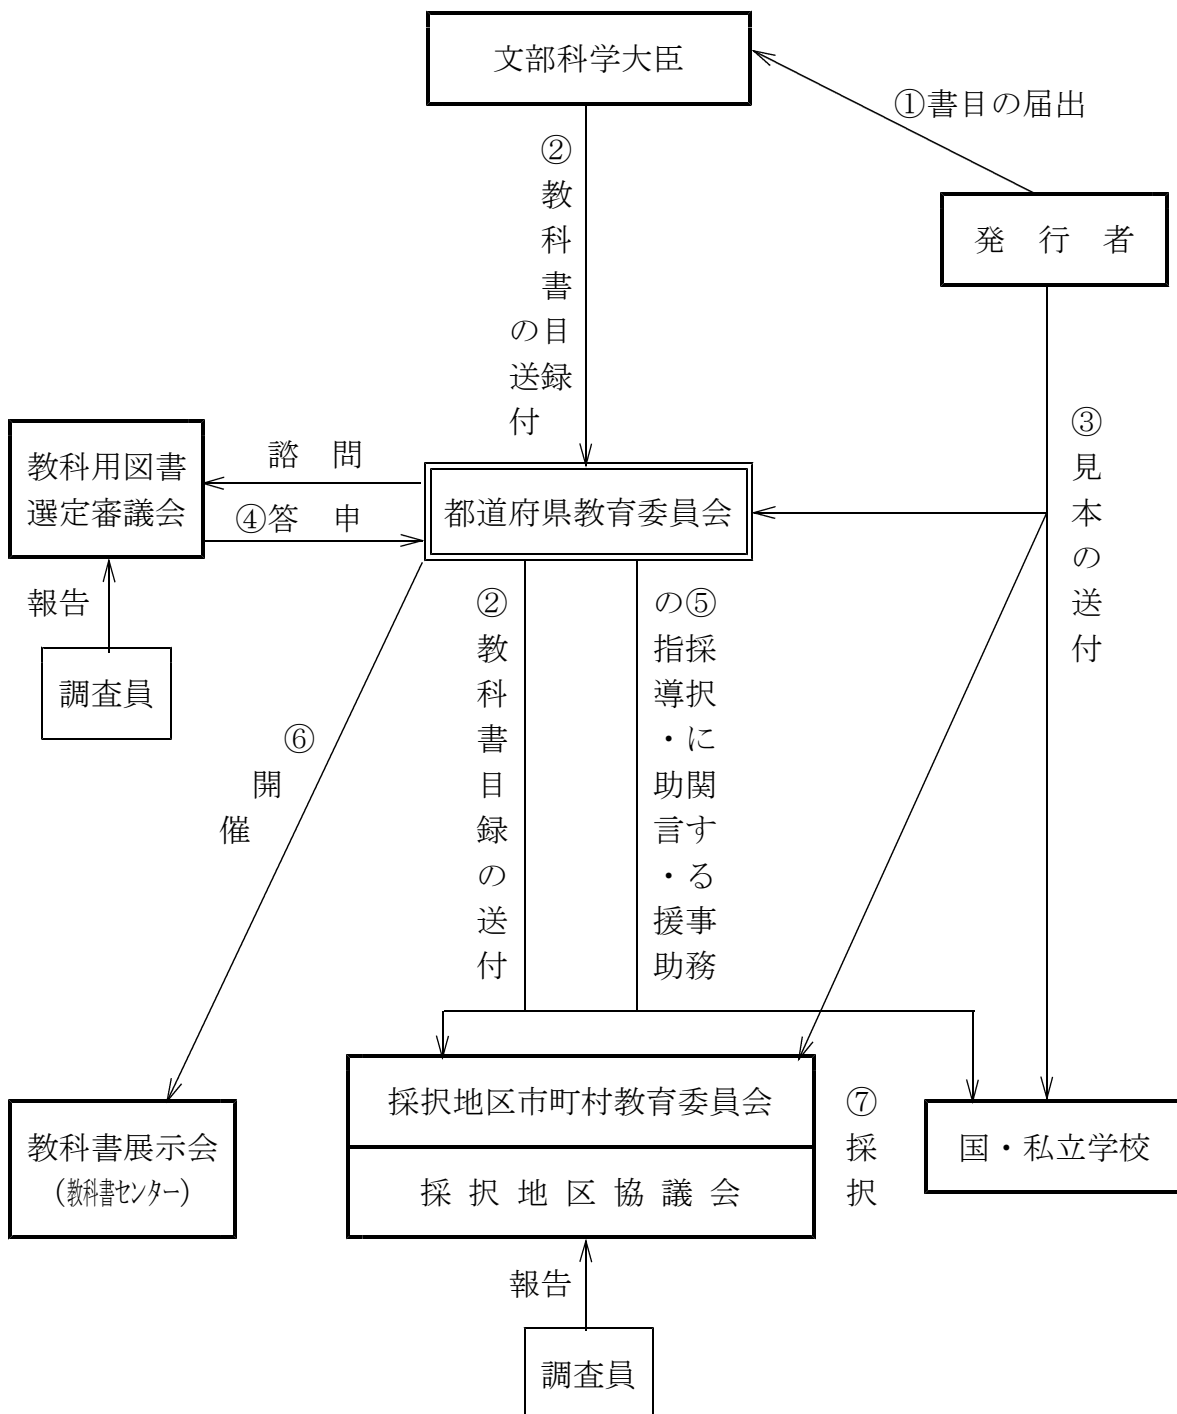 文部科学大臣
①書目の届出
発　行　者
②教科書目録
の送付
③見本の送付
教科用図書
選定審議会
諮　問
④答　申
都道府県教育委員会
報告
調査員
⑥開催
②教科書目録の送付
⑤採択に関する事務
の指導・助言・援助
採択地区市町村教育委員会
採択地区協議会
⑦採択
国・私立学校
教科書展示会
（教科書センター）
報告
調査員